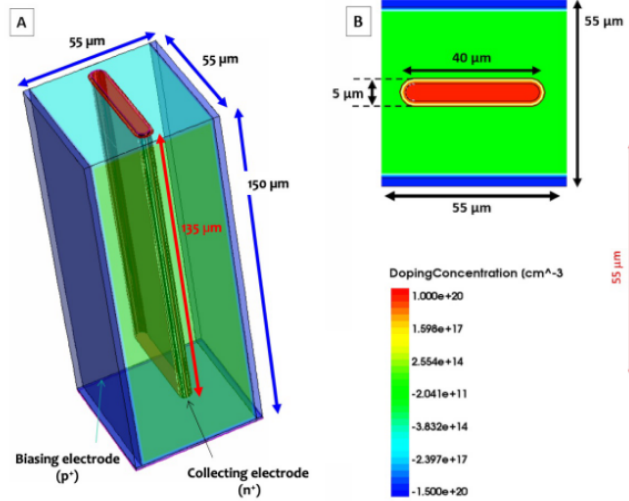 A
55 µm
55 µm
150 µm
135 µm
Biasing electrode
(p⁺)
Collecting electrode
(n⁺)
B
55 µm
40 µm
5 µm
55 µm
DopingConcentration (cm^-3
1.000e+20
1.598e+17
2.554e+14
-2.041e+11
-3.832e+14
-2.397e+17
-1.500e+20
55 µm